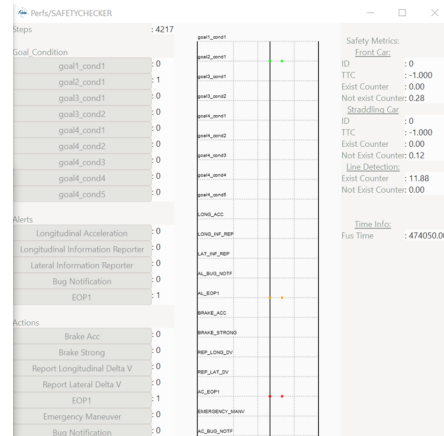 Perfs/SAFETYCHECKER
Steps : 4217
Goal_Condition
goal1_cond1 : 0
goal2_cond1 : 1
goal3_cond1 : 0
goal3_cond2 : 0
goal4_cond1 : 0
goal4_cond2 : 0
goal4_cond3 : 0
goal4_cond4 : 0
goal4_cond5 : 0
Alerts
Longitudinal Acceleration : 0
Longitudinal Information Reporter : 0
Lateral Information Reporter : 0
Bug Notification : 0
EOP1 : 1
Actions
Brake Acc : 0
Brake Strong : 0
Report Longitudinal Delta V : 0
Report Lateral Delta V : 0
EOP1 : 1
Emergency Maneuver : 0
Bug Notification : 0
goal1_cond1
goal2_cond1
goal3_cond1
goal3_cond2
goal4_cond1
goal4_cond2
goal4_cond3
goal4_cond4
goal4_cond5
LONG_ACC
LONG_INF_REP
LAT_INF_REP
AL_BUG_NOTF
AL_EOP1
BRAKE_ACC
BRAKE_STRONG
REP_LONG_DV
REP_LAT_DV
AC_EOP1
EMERGENCY_MANV
AC_BUG_NOTF
Safety Metrics:
Front Car:
ID : 0
TTC : -1.000
Exist Counter : 0.00
Not exist Counter: 0.28
Straddling Car
ID : 0
TTC : -1.000
Exist Counter : 0.00
Not exist Counter: 0.12
Line Detection:
Exist Counter : 11.88
Not Exist Counter: 0.00
Time Info:
Fus Time : 474050.00